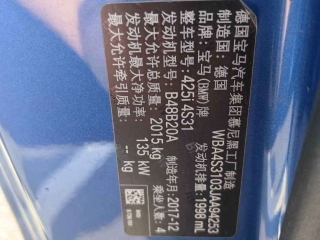 德国宝马汽车集团慕尼黑工厂制造
制造国：德国 WBA4S3103JAA94253
品牌：宝马(BMW)牌 发动机排量 1998 mL
整车型号 425i 4S31
最大允许总质量 2015 kg 制造年月 2017-12
发动机型号 B48B20A 乘坐人数 4
发动机最大净功率 135 kW
最大允许牵引质量 -- kg